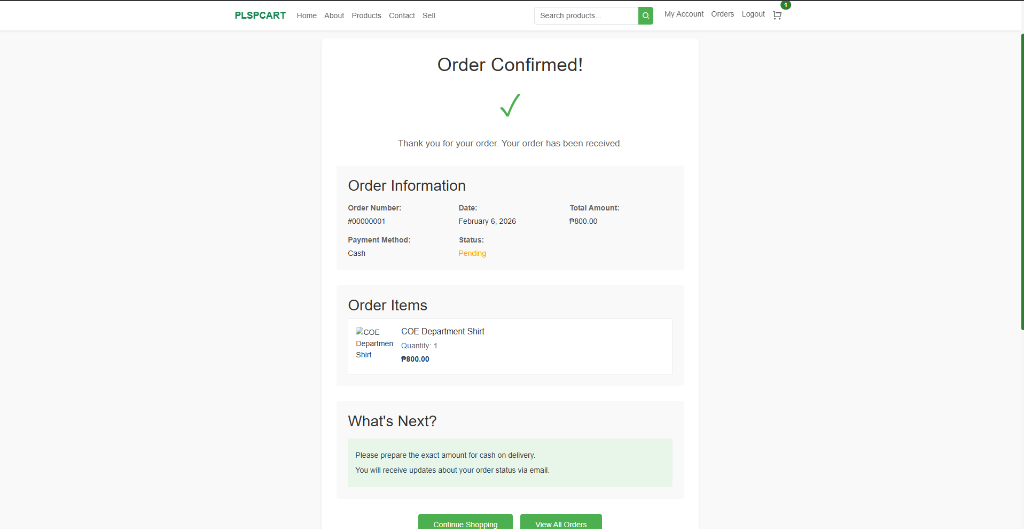 PLSPCART Home About Products Contact Sell Search products... My Account Orders Logout 1
Order Confirmed!
Thank you for your order. Your order has been received.
Order Information
Order Number: Date: Total Amount:
#00000001 February 6, 2026 ₱800.00
Payment Method: Status:
Cash Pending
Order Items
COE Department Shirt
COE Departmen Shirt
Quantity: 1
₱800.00
What's Next?
Please prepare the exact amount for cash on delivery.
You will receive updates about your order status via email.
Continue Shopping View All Orders